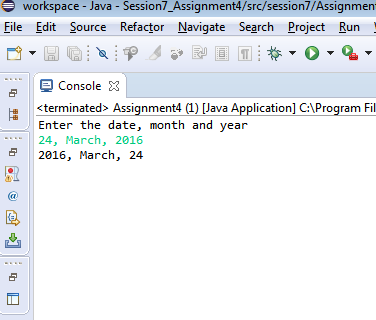 workspace - Java - Session7_Assignment4/src/session7/Assignment
File Edit Source Refactor Navigate Search Project Run Window
Console
<terminated> Assignment4 (1) [Java Application] C:\Program Fil
Enter the date, month and year
24, March, 2016
2016, March, 24